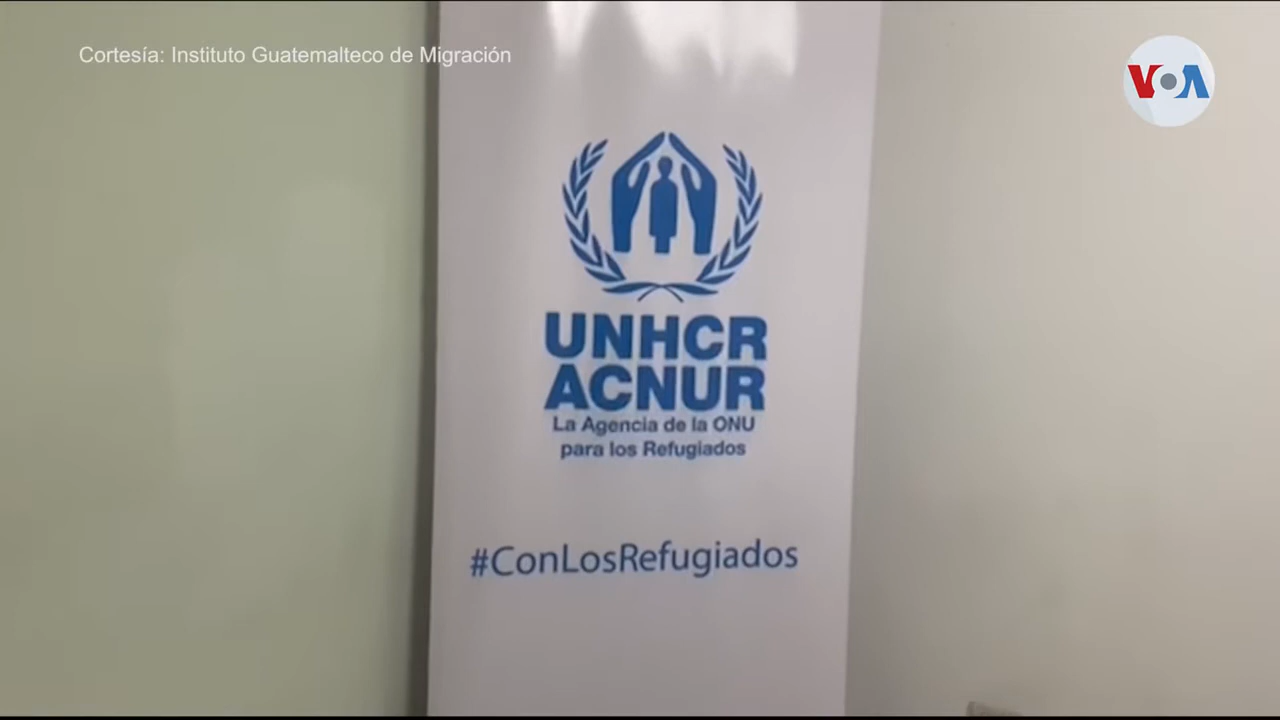 Cortesía: Instituto Guatemalteco de Migración
VOA
UNHCR
ACNUR
La Agencia de la ONU
para los Refugiados
#ConLosRefugiados